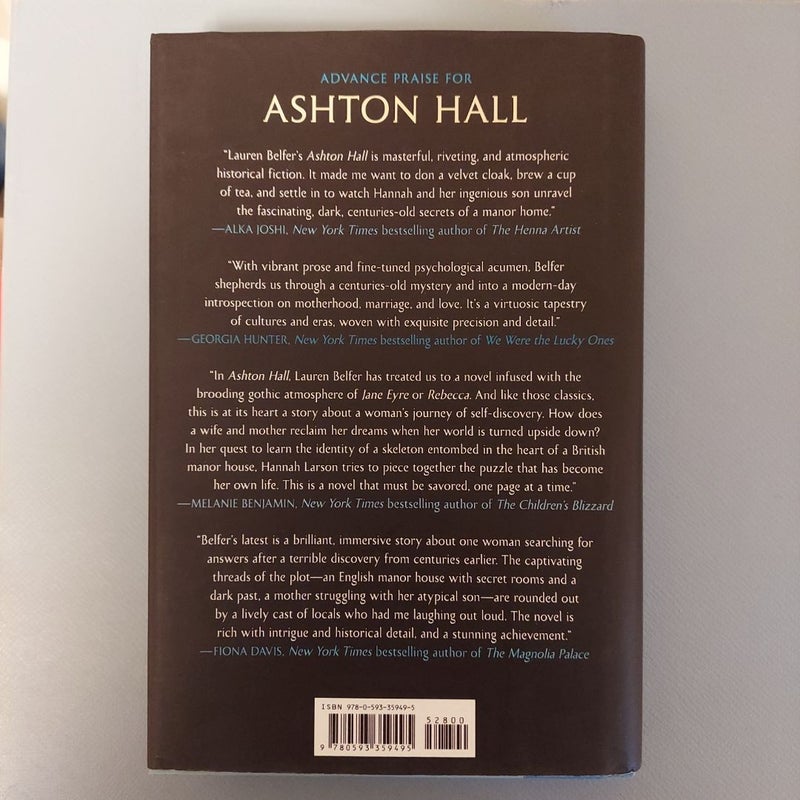 ADVANCE PRAISE FOR
ASHTON HALL
“Lauren Belfer’s Ashton Hall is masterful, riveting, and atmospheric
historical fiction. It made me want to don a velvet cloak, brew a cup
of tea, and settle in to watch Hannah and her ingenious son unravel
the fascinating, dark, centuries-old secrets of a manor home.”
—ALKA JOSHI, New York Times bestselling author of The Henna Artist
“With vibrant prose and fine-tuned psychological acumen, Belfer
shepherds us through a centuries-old mystery and into a modern-day
introspection on motherhood, marriage, and love. It’s a virtuosic tapestry
of cultures and eras, woven with exquisite precision and detail.”
—GEORGIA HUNTER, New York Times bestselling author of We Were the Lucky Ones
“In Ashton Hall, Lauren Belfer has treated us to a novel infused with the
brooding gothic atmosphere of Jane Eyre or Rebecca. And like those classics,
this is at its heart a story about a woman’s journey of self-discovery. How does
a wife and mother reclaim her dreams when her world is turned upside down?
In her quest to learn the identity of a skeleton entombed in the heart of a British
manor house, Hannah Larson tries to piece together the puzzle that has become
her own life. This is a novel that must be savored, one page at a time.”
—MELANIE BENJAMIN, New York Times bestselling author of The Children’s Blizzard
“Belfer’s latest is a brilliant, immersive story about one woman searching for
answers after a terrible discovery from centuries earlier. The captivating
threads of the plot—an English manor house with secret rooms and a
dark past, a mother struggling with her atypical son—are rounded out
by a lively cast of locals who had me laughing out loud. The novel is
rich with intrigue and historical detail, and a stunning achievement.”
—FIONA DAVIS, New York Times bestselling author of The Magnolia Palace
ISBN 978-0-593-35949-5
52800
9 780593 359495